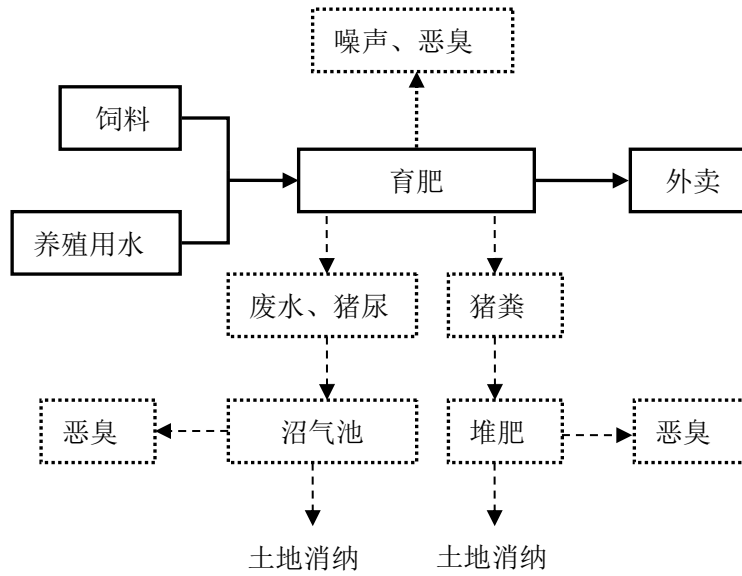 噪声、恶臭
饲料
育肥
外卖
养殖用水
废水、猪尿
猪粪
恶臭
沼气池
堆肥
恶臭
土地消纳
土地消纳